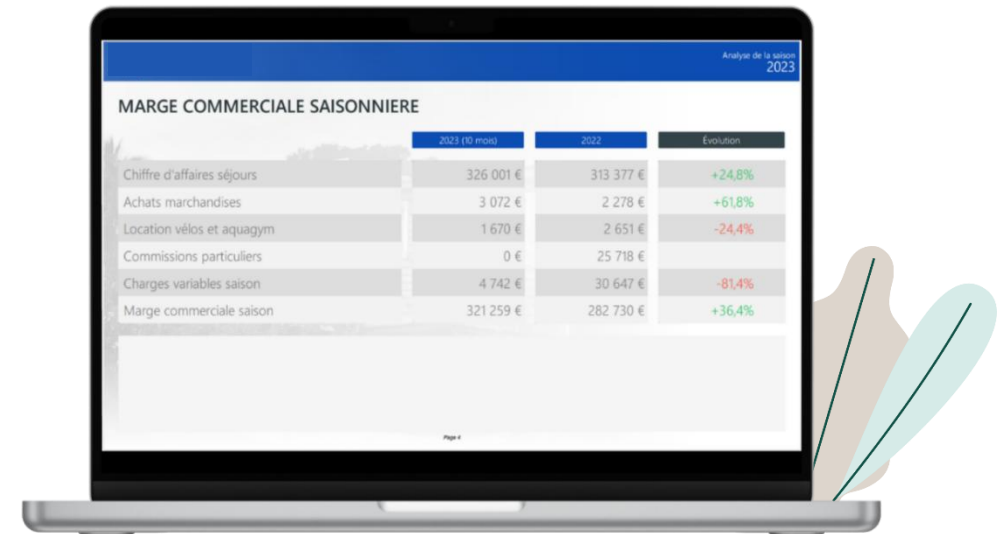 Analyse de la saison
2023
MARGE COMMERCIALE SAISONNIERE
2023 (10 mois) 2022 Évolution
Chiffre d'affaires séjours 326 001 € 313 377 € +24,8%
Achats marchandises 3 072 € 2 278 € +61,8%
Location vélos et aquagym 1 670 € 2 651 € -24,4%
Commissions particuliers 0 € 25 718 €
Charges variables saison 4 742 € 30 647 € -81,4%
Marge commerciale saison 321 259 € 282 730 € +36,4%
Page 4